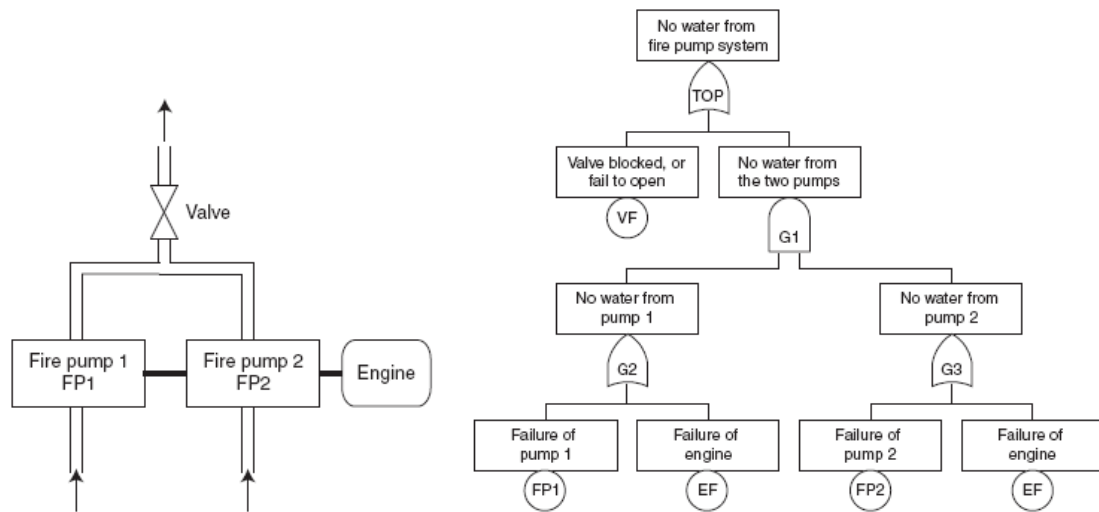 Valve
Fire pump 1
FP1
Fire pump 2
FP2
Engine
No water from
fire pump system
TOP
Valve blocked, or
fail to open
VF
No water from
the two pumps
G1
No water from
pump 1
G2
No water from
pump 2
G3
Failure of
pump 1
FP1
Failure of
engine
EF
Failure of
pump 2
FP2
Failure of
engine
EF